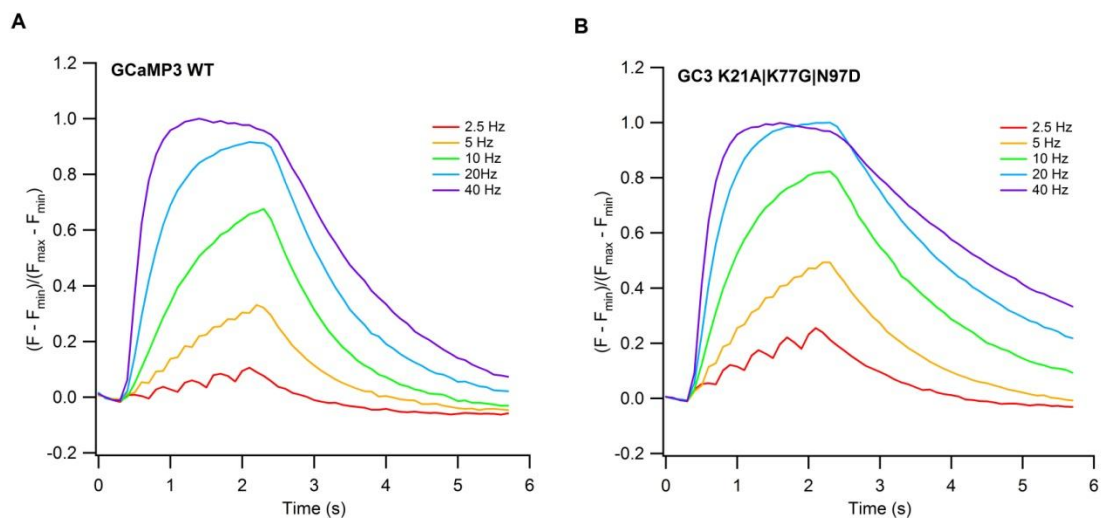 A
GCaMP3 WT
1.2
1.0
0.8
0.6
0.4
0.2
0.0
-0.2
(F - Fmin)/(Fmax - Fmin)
2.5 Hz
5 Hz
10 Hz
20Hz
40 Hz
0 1 2 3 4 5 6
Time (s)
B
GC3 K21A|K77G|N97D
1.2
1.0
0.8
0.6
0.4
0.2
0.0
-0.2
(F - Fmin)/(Fmax - Fmin)
2.5 Hz
5 Hz
10 Hz
20 Hz
40 Hz
0 1 2 3 4 5 6
Time (s)